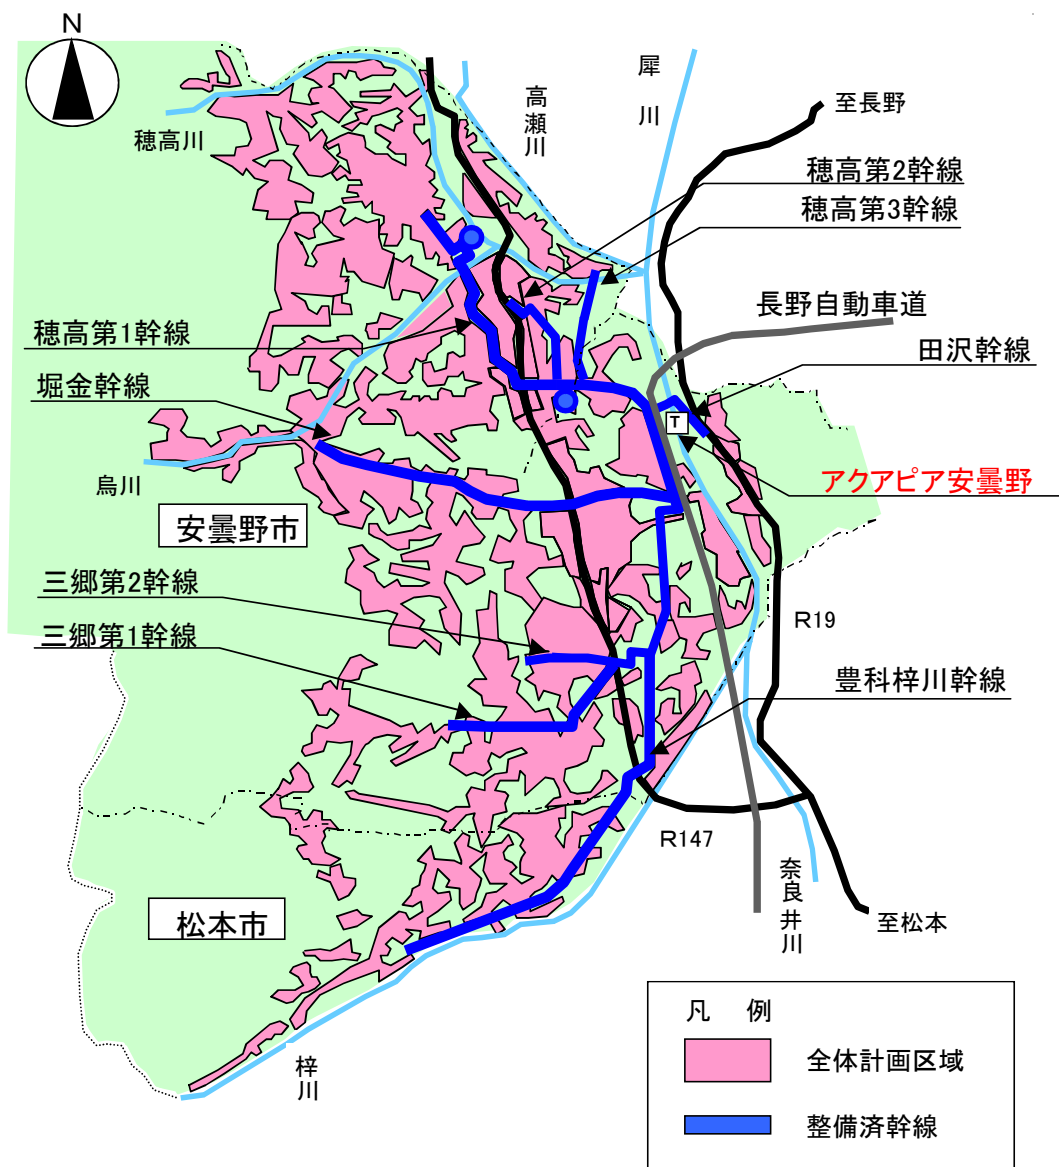 N
犀川
高瀬川
至長野
穂高川
穂高第2幹線
穂高第3幹線
長野自動車道
穂高第1幹線
田沢幹線
堀金幹線
T
アクアピア安曇野
烏川
安曇野市
三郷第2幹線
R19
三郷第1幹線
豊科梓川幹線
R147
奈良井川
松本市
至松本
凡 例
梓川
全体計画区域
整備済幹線